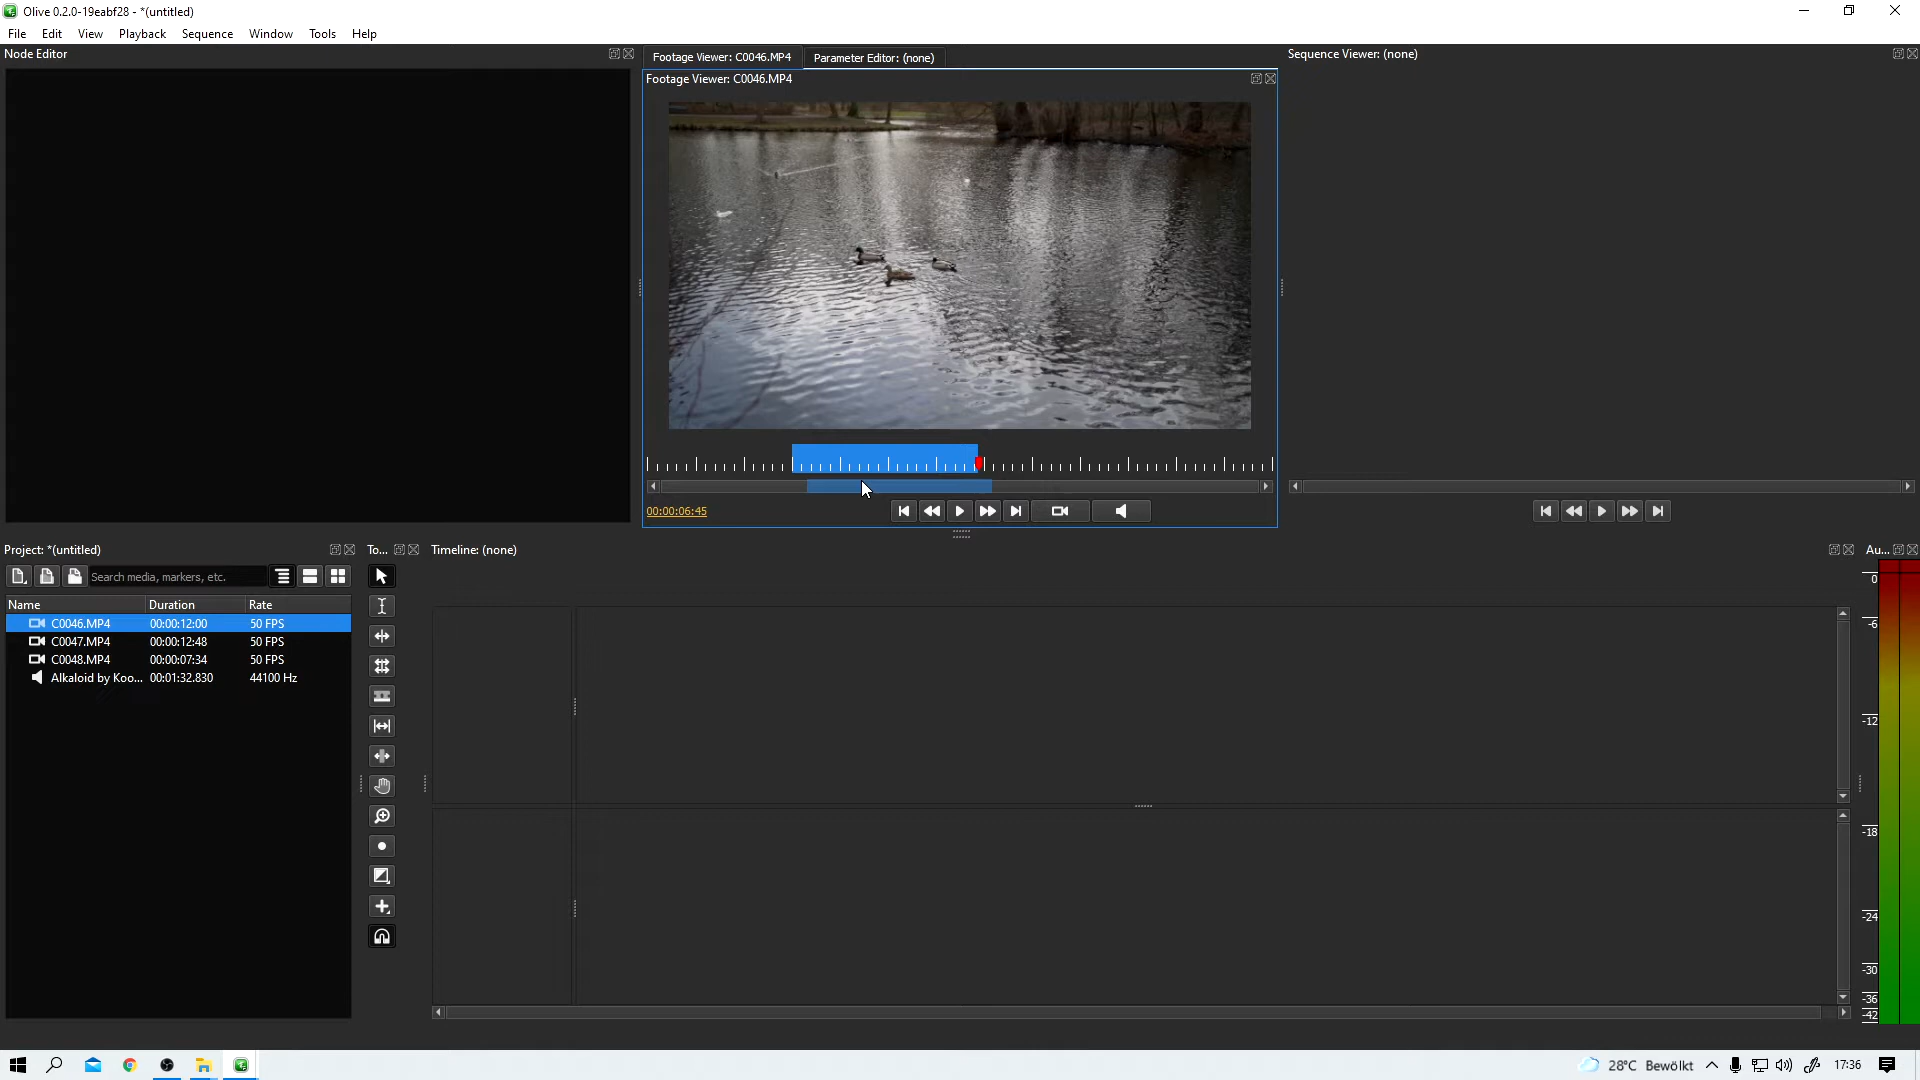 Olive 0.2.0-19eabf28 - *(untitled)
File Edit View Playback Sequence Window Tools Help
Node Editor
Footage Viewer: C0046.MP4 Parameter Editor: (none)
Footage Viewer: C0046.MP4
Sequence Viewer: (none)
00:00:06:45
Project: *(untitled)
To...
Timeline: (none)
Au...
Search media, markers, etc.
Name Duration Rate
C0046.MP4 00:00:12:00 50 FPS
C0047.MP4 00:00:12:48 50 FPS
C0048.MP4 00:00:07:34 50 FPS
Alkaloid by Koo... 00:01:32.830 44100 Hz
0
-6
-12
-18
-24
-30
-36
-42
28°C Bewölkt 17:36